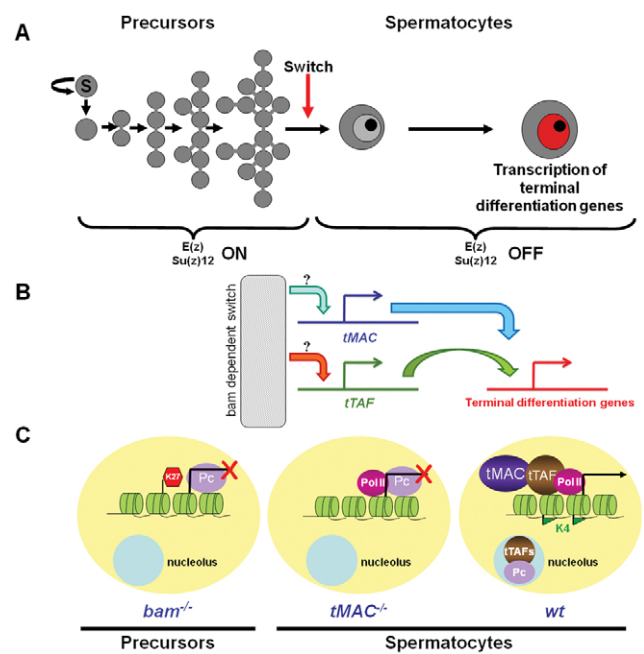 A
Precursors
Spermatocytes
Switch
S
Transcription of
terminal
differentiation genes
E(z)
Su(z)12 ON
E(z)
Su(z)12 OFF
B
bam dependent switch
?
tMAC
?
tTAF
Terminal differentiation genes
C
K27
Pc
nucleolus
bam-/-
Precursors
Pol II
Pc
nucleolus
tMAC-/-
tMAC
tTAF
Pol II
K4
tTAFs
Pc
nucleolus
wt
Spermatocytes